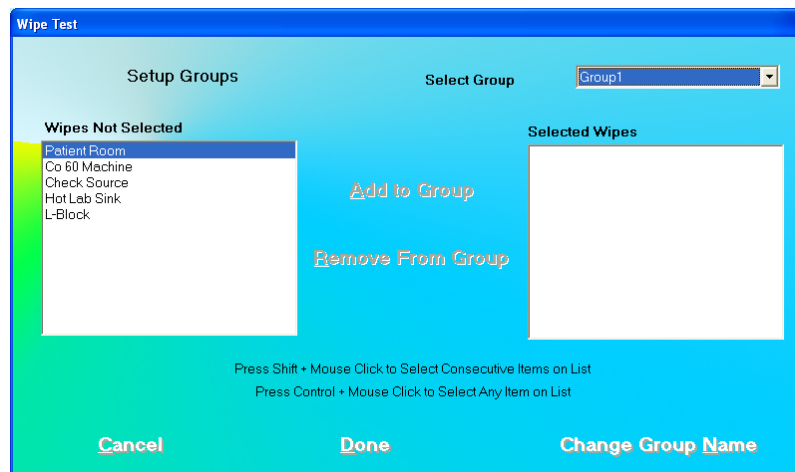 Wipe Test
Setup Groups
Select Group
Group1
Wipes Not Selected
Selected Wipes
Patient Room
Co 60 Machine
Check Source
Hot Lab Sink
L-Block
Add to Group
Remove From Group
Press Shift + Mouse Click to Select Consecutive Items on List
Press Control + Mouse Click to Select Any Item on List
Cancel
Done
Change Group Name